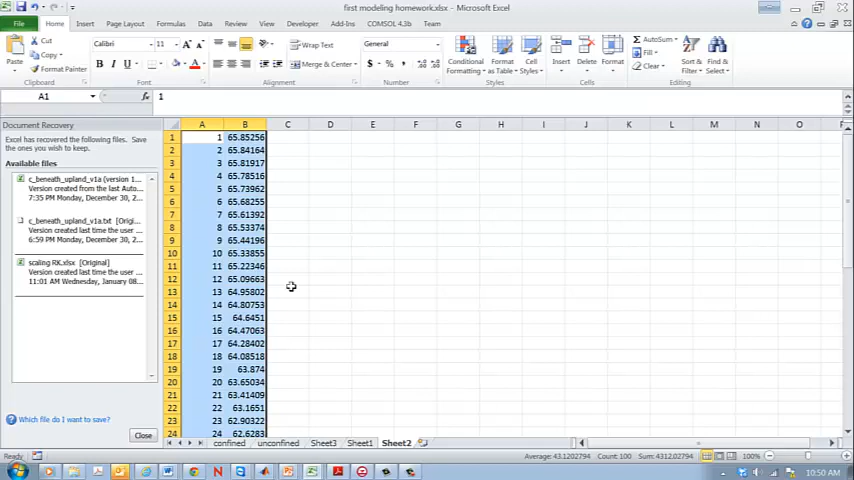 first modeling homework.xlsx - Microsoft Excel
File Home Insert Page Layout Formulas Data Review View Developer Add-Ins COMSOL 4.3b Team
Cut
Copy
Format Painter
Paste
Clipboard
Calibri 11
B I U
Font
Wrap Text
Merge & Center
Alignment
General
$ % ,
Number
Conditional Formatting
Format as Table
Cell Styles
Styles
Insert Delete Format
Cells
AutoSum
Fill
Clear
Sort & Filter
Find & Select
Editing
A1 fx 1
Document Recovery
Excel has recovered the following files. Save the ones you wish to keep.
Available files
c_beneath_upland_v1a (version 1...
Version created from the last Auto...
7:35 PM Monday, December 30, 2...
c_beneath_upland_v1a.txt [Origi...
Version created last time the user ...
6:59 PM Monday, December 30, 2...
scaling RK.xlsx [Original]
Version created last time the user ...
11:01 AM Wednesday, January 08...
Which file do I want to save?
Close
A B C D E F G H I J K L M N O
1 1 65.85256
2 2 65.84164
3 3 65.81917
4 4 65.78516
5 5 65.73962
6 6 65.68255
7 7 65.61392
8 8 65.53374
9 9 65.44196
10 10 65.33855
11 11 65.22346
12 12 65.09663
13 13 64.95802
14 14 64.80753
15 15 64.6451
16 16 64.47063
17 17 64.28402
18 18 64.08518
19 19 63.874
20 20 63.65034
21 21 63.41409
22 22 63.1651
23 23 62.90322
24 24 62.6283
confined unconfined Sheet3 Sheet1 Sheet2
Ready Average: 43.1202794 Count: 100 Sum: 4312.02794 100%
10:50 AM